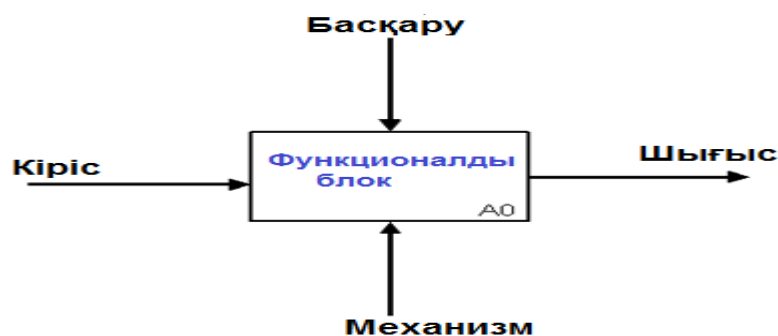 Басқару
Кіріс
Функционалды
блок
A0
Шығыс
Механизм